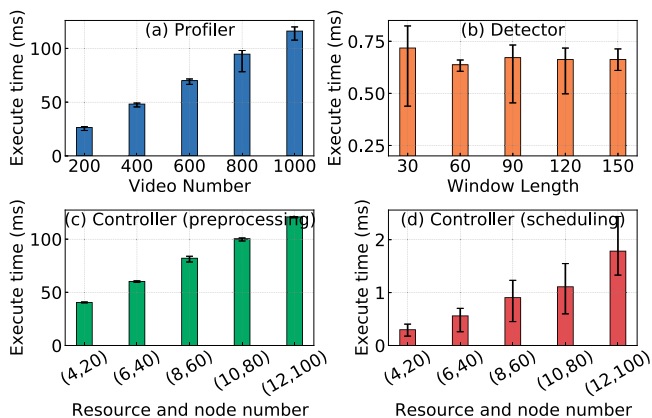 (a) Profiler
Execute time (ms)
100
50
0
200 400 600 800 1000
Video Number
(b) Detector
Execute time (ms)
0.75
0.50
0.25
30 60 90 120 150
Window Length
(c) Controller (preprocessing)
Execute time (ms)
100
50
0
(4,20) (6,40) (8,60) (10,80) (12,100)
Resource and node number
(d) Controller (scheduling)
Execute time (ms)
2
1
0
(4,20) (6,40) (8,60) (10,80) (12,100)
Resource and node number